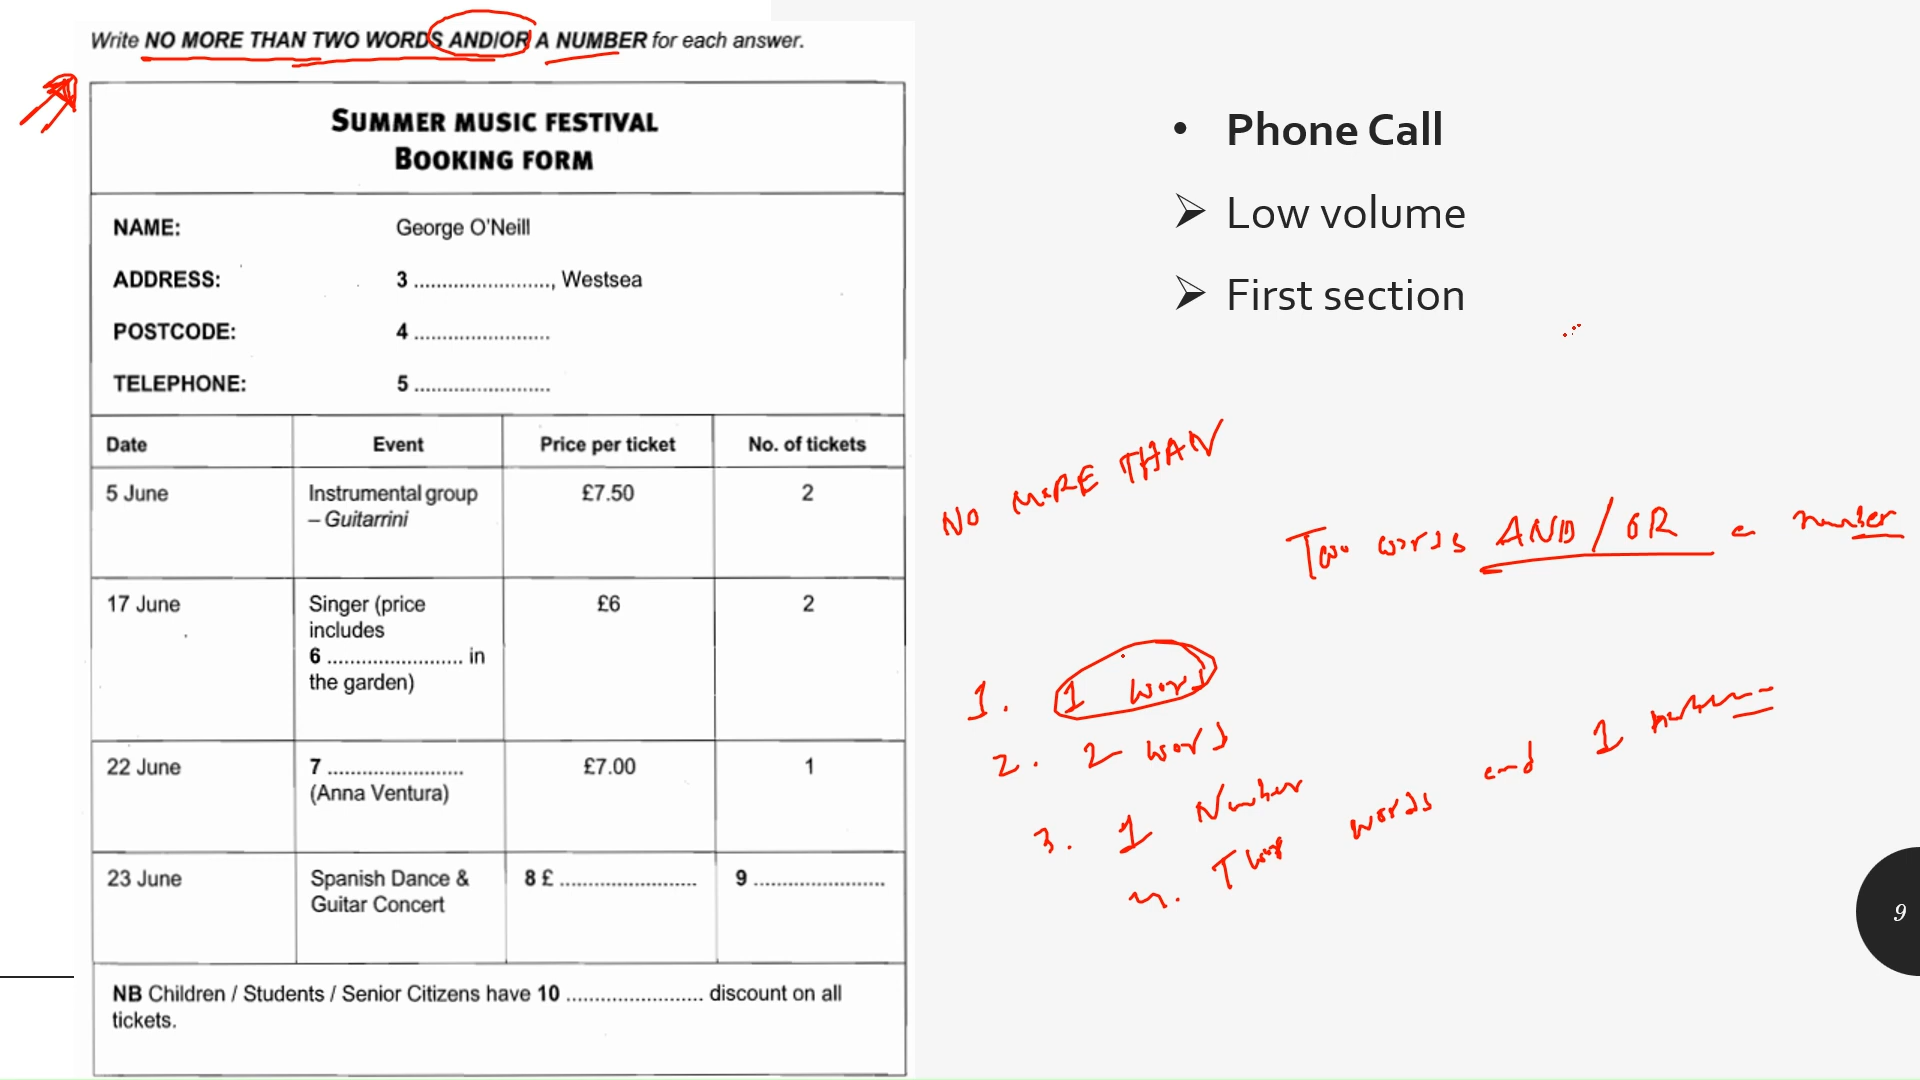 Write NO MORE THAN TWO WORDS AND/OR A NUMBER for each answer.
SUMMER MUSIC FESTIVAL
BOOKING FORM
NAME: George O'Neill
ADDRESS: 3 ........................, Westsea
POSTCODE: 4 ........................
TELEPHONE: 5 ........................
Date Event Price per ticket No. of tickets
5 June Instrumental group £7.50 2
– Guitarrini
17 June Singer (price £6 2
includes
6 ........................ in
the garden)
22 June 7 ........................ £7.00 1
(Anna Ventura)
23 June Spanish Dance & 8 £ ........................ 9 .......................
Guitar Concert
NB Children / Students / Senior Citizens have 10 ........................ discount on all
tickets.
• Phone Call
➢ Low volume
➢ First section
NO MORE THAN
Two words AND/OR a number
1. 1 word
2. 2 word
3. 1 Number
4. Two words and 1 number
9